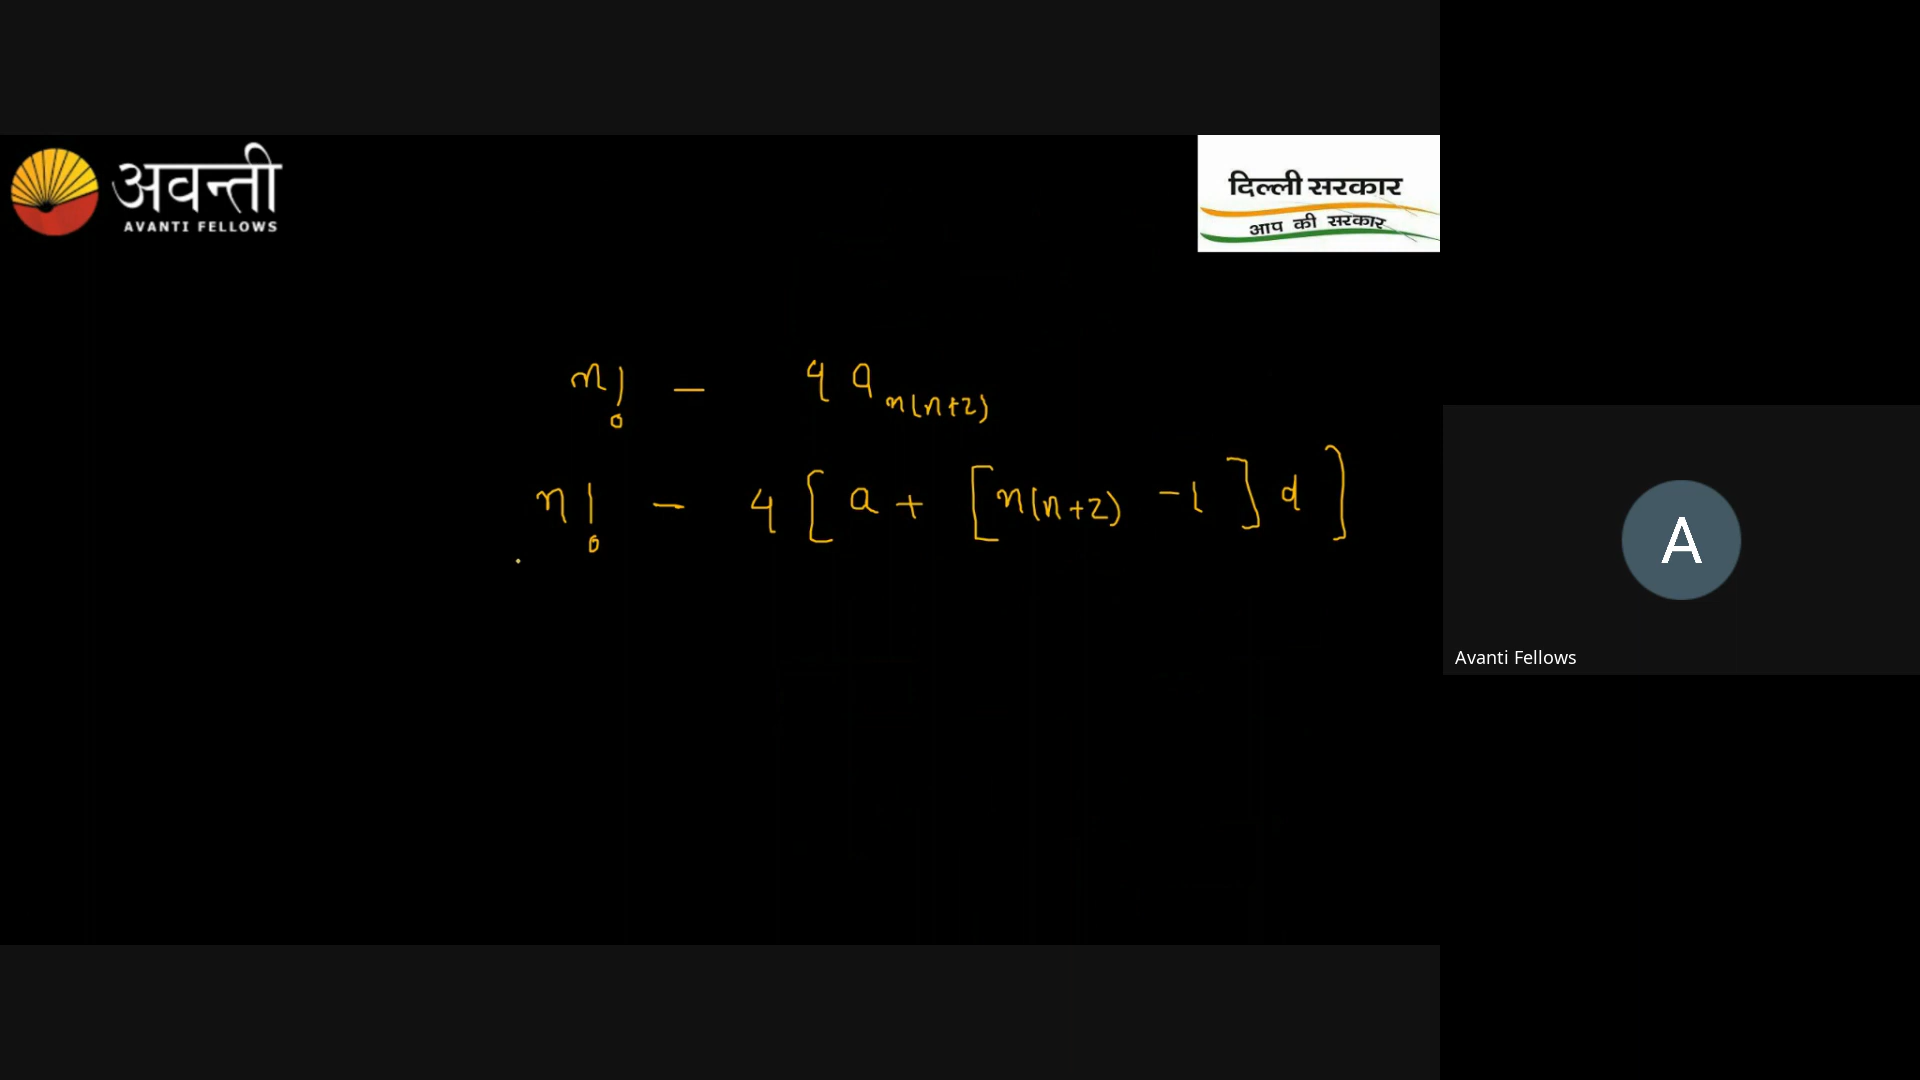 अवन्ती
AVANTI FELLOWS
दिल्ली सरकार
आप की सरकार
n! - 4 a n(n+2)
n! - 4 [ a + [ n(n+2) -1 ] d ]
A
Avanti Fellows